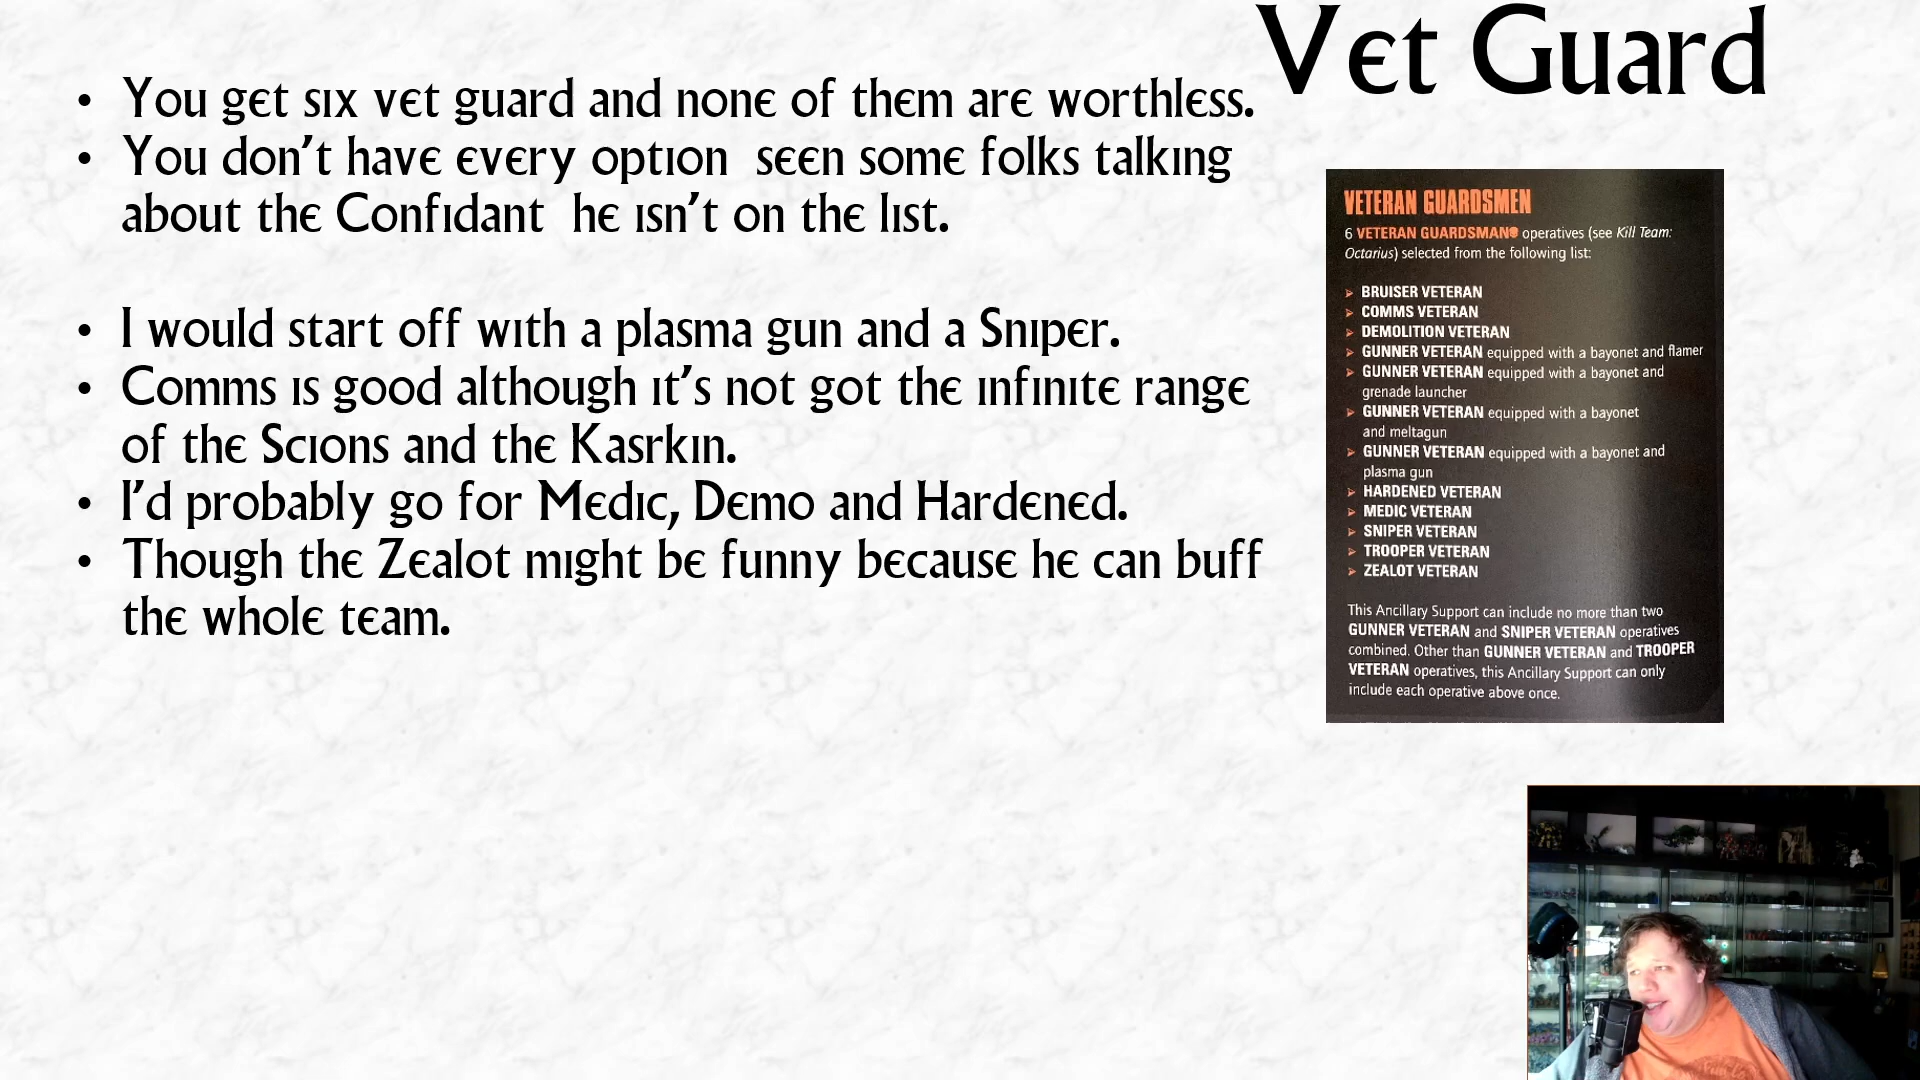 Vet Guard
• You get six vet guard and none of them are worthless.
• You don't have every option  seen some folks talking
about the Confidant  he isn't on the list.
• I would start off with a plasma gun and a Sniper.
• Comms is good although it's not got the infinite range
of the Scions and the Kasrkin.
• I'd probably go for Medic, Demo and Hardened.
• Though the Zealot might be funny because he can buff
the whole team.
VETERAN GUARDSMEN
6 VETERAN GUARDSMAN operatives (see Kill Team:
Octarius) selected from the following list:
➢ BRUISER VETERAN
➢ COMMS VETERAN
➢ DEMOLITION VETERAN
➢ GUNNER VETERAN equipped with a bayonet and flamer
➢ GUNNER VETERAN equipped with a bayonet and
grenade launcher
➢ GUNNER VETERAN equipped with a bayonet
and meltagun
➢ GUNNER VETERAN equipped with a bayonet and
plasma gun
➢ HARDENED VETERAN
➢ MEDIC VETERAN
➢ SNIPER VETERAN
➢ TROOPER VETERAN
➢ ZEALOT VETERAN
This Ancillary Support can include no more than two
GUNNER VETERAN and SNIPER VETERAN operatives
combined. Other than GUNNER VETERAN and TROOPER
VETERAN operatives, this Ancillary Support can only
include each operative above once.